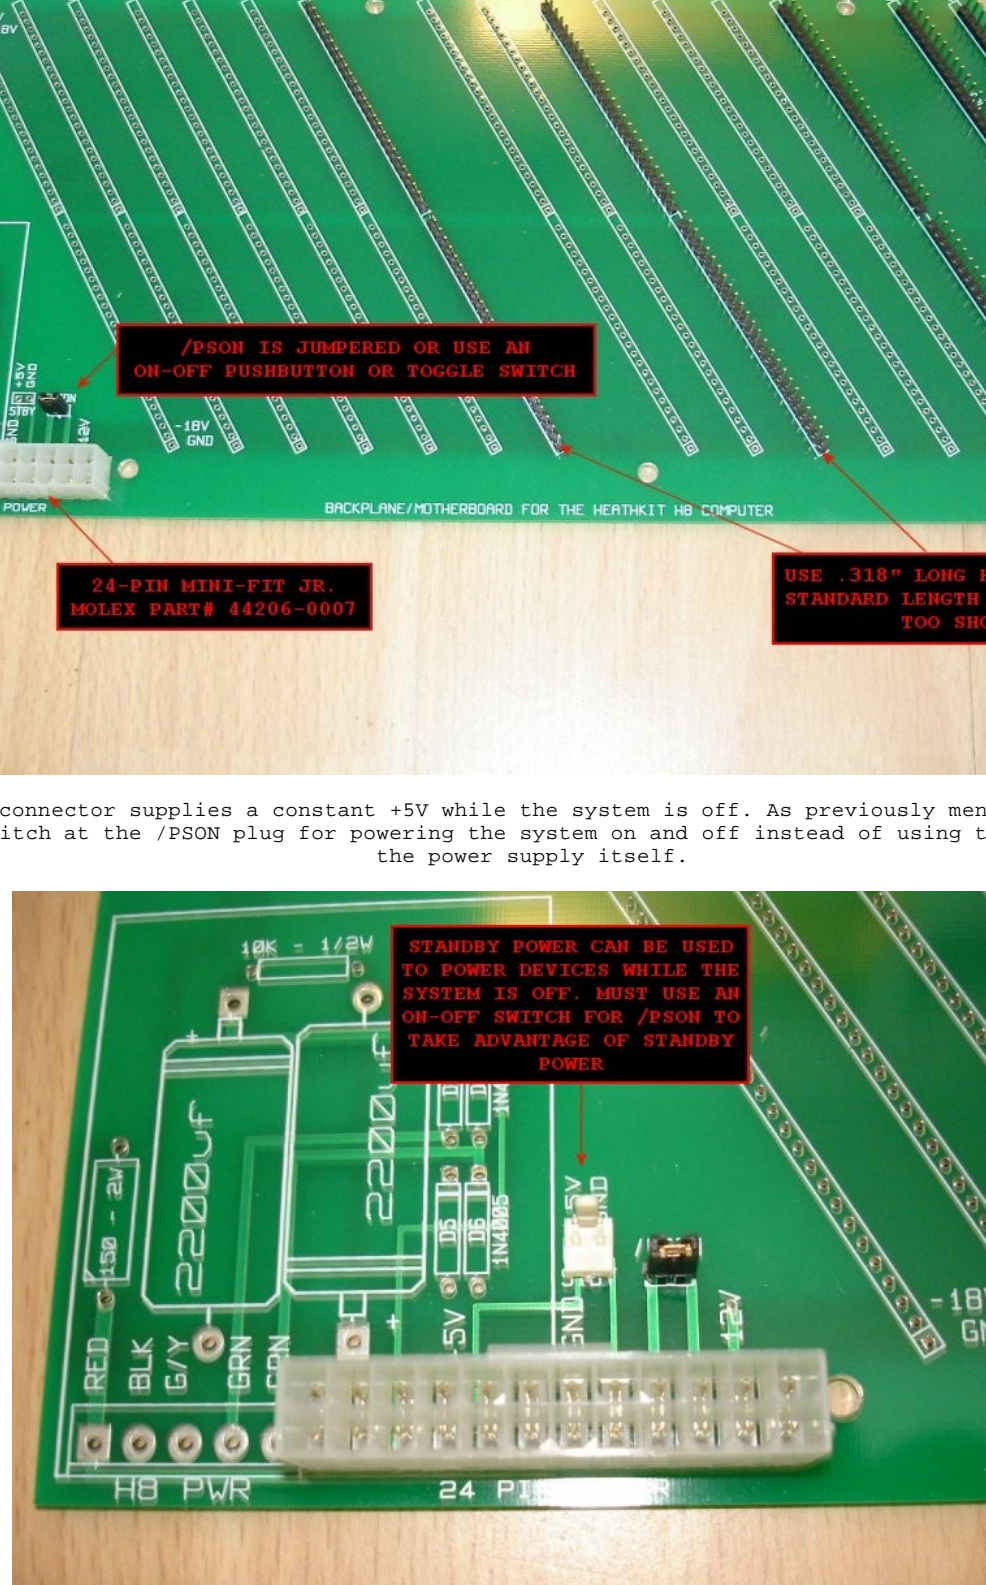 8V
/PSON IS JUMPERED OR USE AN
ON-OFF PUSHBUTTON OR TOGGLE SWITCH
+5V
GND
STBY
GND
12V
-18V
GND
POWER
BACKPLANE/MOTHERBOARD FOR THE HEATHKIT H8 COMPUTER
24-PIN MINI-FIT JR.
MOLEX PART# 44206-0007
USE .318" LONG
STANDARD LENGTH
TOO
connector supplies a constant +5V while the system is off. As previously
at the /PSON plug for powering the system on and off instead of using
the power supply itself.
10K - 1/2W
STANDBY POWER CAN BE USED
TO POWER DEVICES WHILE THE
SYSTEM IS OFF. MUST USE AN
ON-OFF SWITCH FOR /PSON TO
TAKE ADVANTAGE OF STANDBY
POWER
+
2200uf
2200uf
150 - 2W
D5
D6
1N4005
5V
GND
-5V
GND
12V
+
-18V
RED
BLK
G/Y
GRN
H8 PWR
24